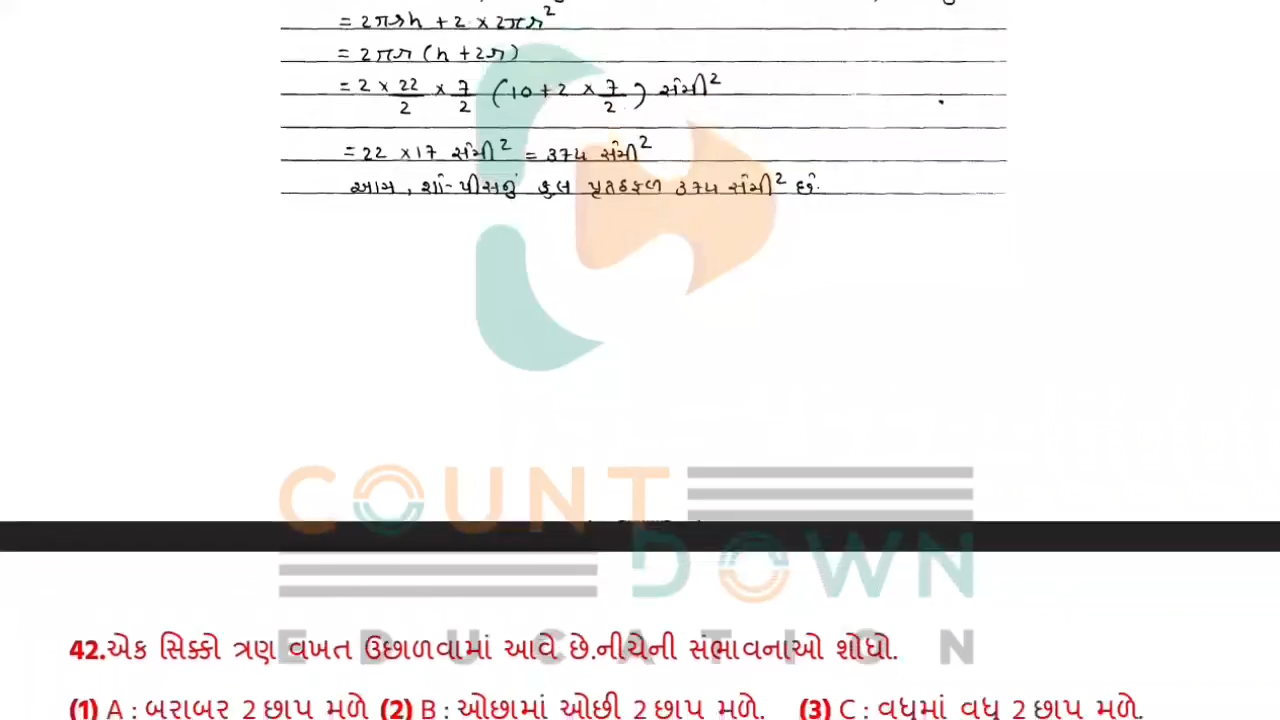 = 2πrh + 2 × 2πr²
= 2πr (h + 2r)
= 2 × 22/2 × 7/2 (10 + 2 × 7/2) સેમી²
= 22 × 17 સેમી² = 374 સેમી²
આમ, શો-પીસનું કુલ પૃષ્ઠફળ 374 સેમી² છે.
COUNT
DOWN
EDUCATION
42.એક સિક્કો ત્રણ વખત ઉછાળવામાં આવે છે.નીચેની સંભાવનાઓ શોધો.
(1) A : બરાબર 2 છાપ મળે (2) B : ઓછામાં ઓછી 2 છાપ મળે. (3) C : વધુમાં વધુ 2 છાપ મળે.